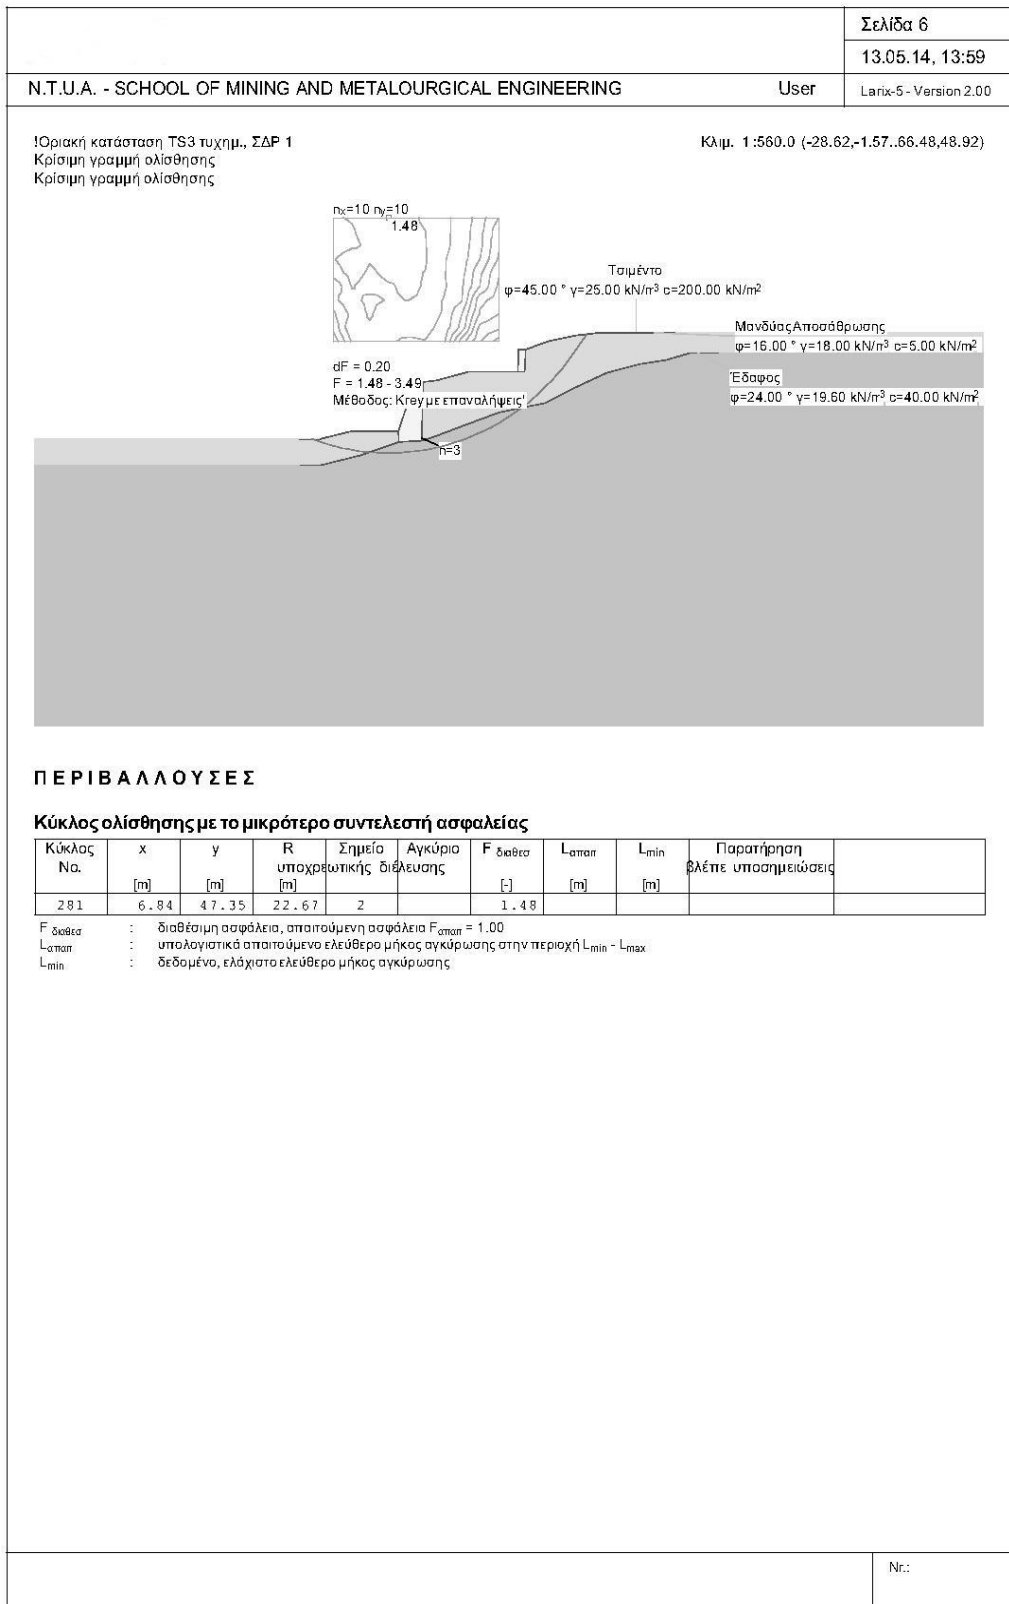 Σελίδα 6
13.05.14, 13:59
N.T.U.A. - SCHOOL OF MINING AND METALOURGICAL ENGINEERING User Larix-5 - Version 2.00
!Οριακή κατάσταση TS3 τυχημ., ΣΔΡ 1 Κλιμ. 1:560.0 (-28.62,-1.57..66.48,48.92)
Κρίσιμη γραμμή ολίσθησης
Κρίσιμη γραμμή ολίσθησης
nx=10 ny=10
1.48
Τσιμέντο
φ=45.00 ° γ=25.00 kN/m³ c=200.00 kN/m²
Μανδύας Αποσάθρωσης
φ=16.00 ° γ=18.00 kN/m³ c=5.00 kN/m²
dF = 0.20
F = 1.48 - 3.49
Μέθοδος: Krey με επαναλήψεις'
Έδαφος
φ=24.00 ° γ=19.60 kN/m³ c=40.00 kN/m²
n=3
ΠΕΡΙΒΑΛΛΟΥΣΕΣ
Κύκλος ολίσθησης με το μικρότερο συντελεστή ασφαλείας
Κύκλος x y R Σημείο Αγκύριο F διαθεσ Lαπαιτ Lmin Παρατήρηση
No. υποχρεωτικής διέλευσης βλέπε υποσημειώσεις
[m] [m] [m] [-] [m] [m]
281 6.84 47.35 22.67 2 1.48
F διαθεσ : διαθέσιμη ασφάλεια, απαιτούμενη ασφάλεια Fαπαιτ = 1.00
Lαπαιτ : υπολογιστικά απαιτούμενο ελεύθερο μήκος αγκύρωσης στην περιοχή Lmin - Lmax
Lmin : δεδομένο, ελάχιστο ελεύθερο μήκος αγκύρωσης
Nr.: